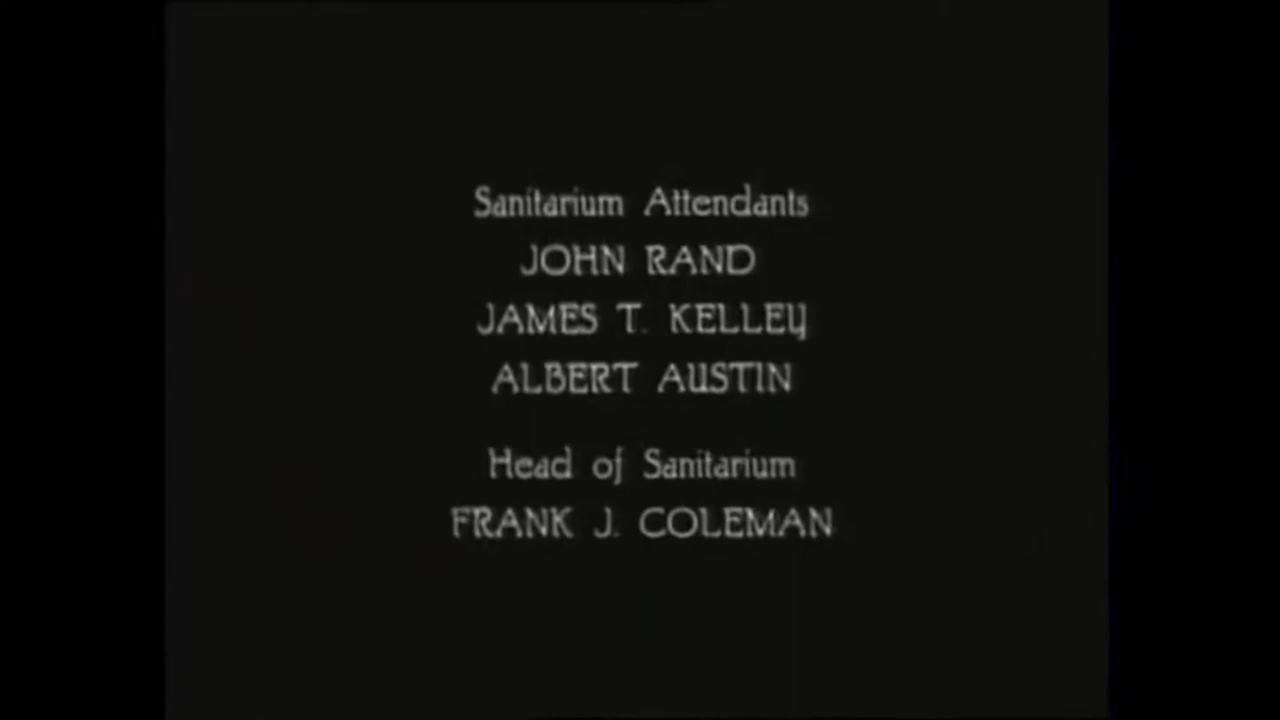 Sanitarium Attendants
JOHN RAND
JAMES T. KELLEY
ALBERT AUSTIN
Head of Sanitarium
FRANK J. COLEMAN